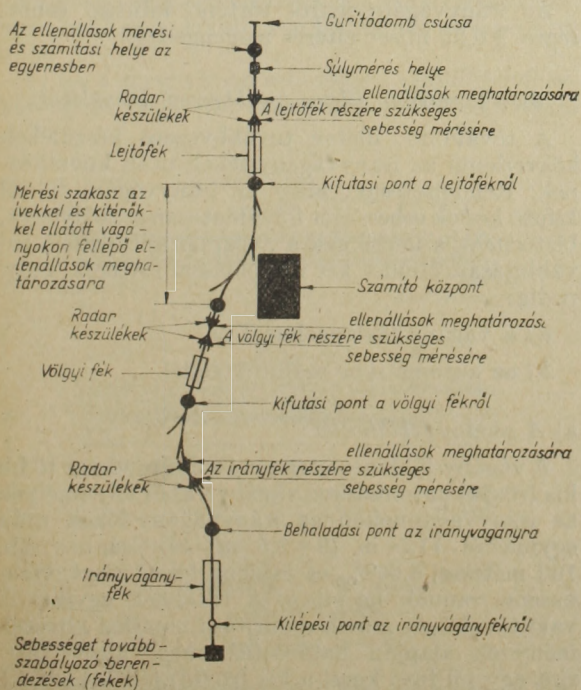 Gurítódomb csúcsa
Az ellenállások mérési
és számítási helye az
egyenesben
Súlymérés helye
Radar
készülékek
ellenállások meghatározására
A lejtőfék részére szükséges
sebesség mérésére
Lejtőfék
Kifutási pont a lejtőfékről
Mérési szakasz az
ívekkel és kitérők-
kel ellátott vágá-
nyokon fellépő el-
lenállások megha-
tározására
Számító központ
Radar
készülékek
ellenállások meghatározás
A völgyi fék részére szükséges
sebesség mérésére
Völgyi fék
Kifutási pont a völgyi fékről
Radar
készülékek
ellenállások meghatározására
Az irányfék részére szükséges
sebesség mérésére
Behaladási pont az irányvágányra
Irányvágány-
fék
Kilépési pont az irányvágányfékről
Sebességet tovább-
szabályozó beren-
dezések (fékek)